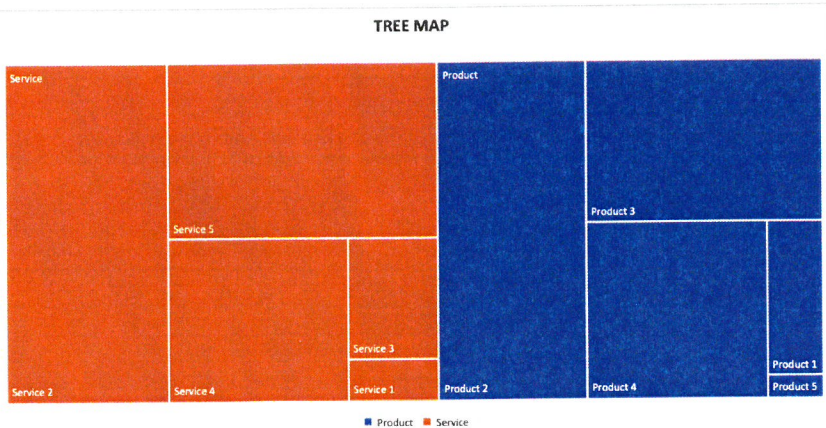 TREE MAP
Service
Product
Service 5
Product 3
Service 3
Product 1
Service 2
Service 4
Service 1
Product 2
Product 4
Product 5
Product
Service